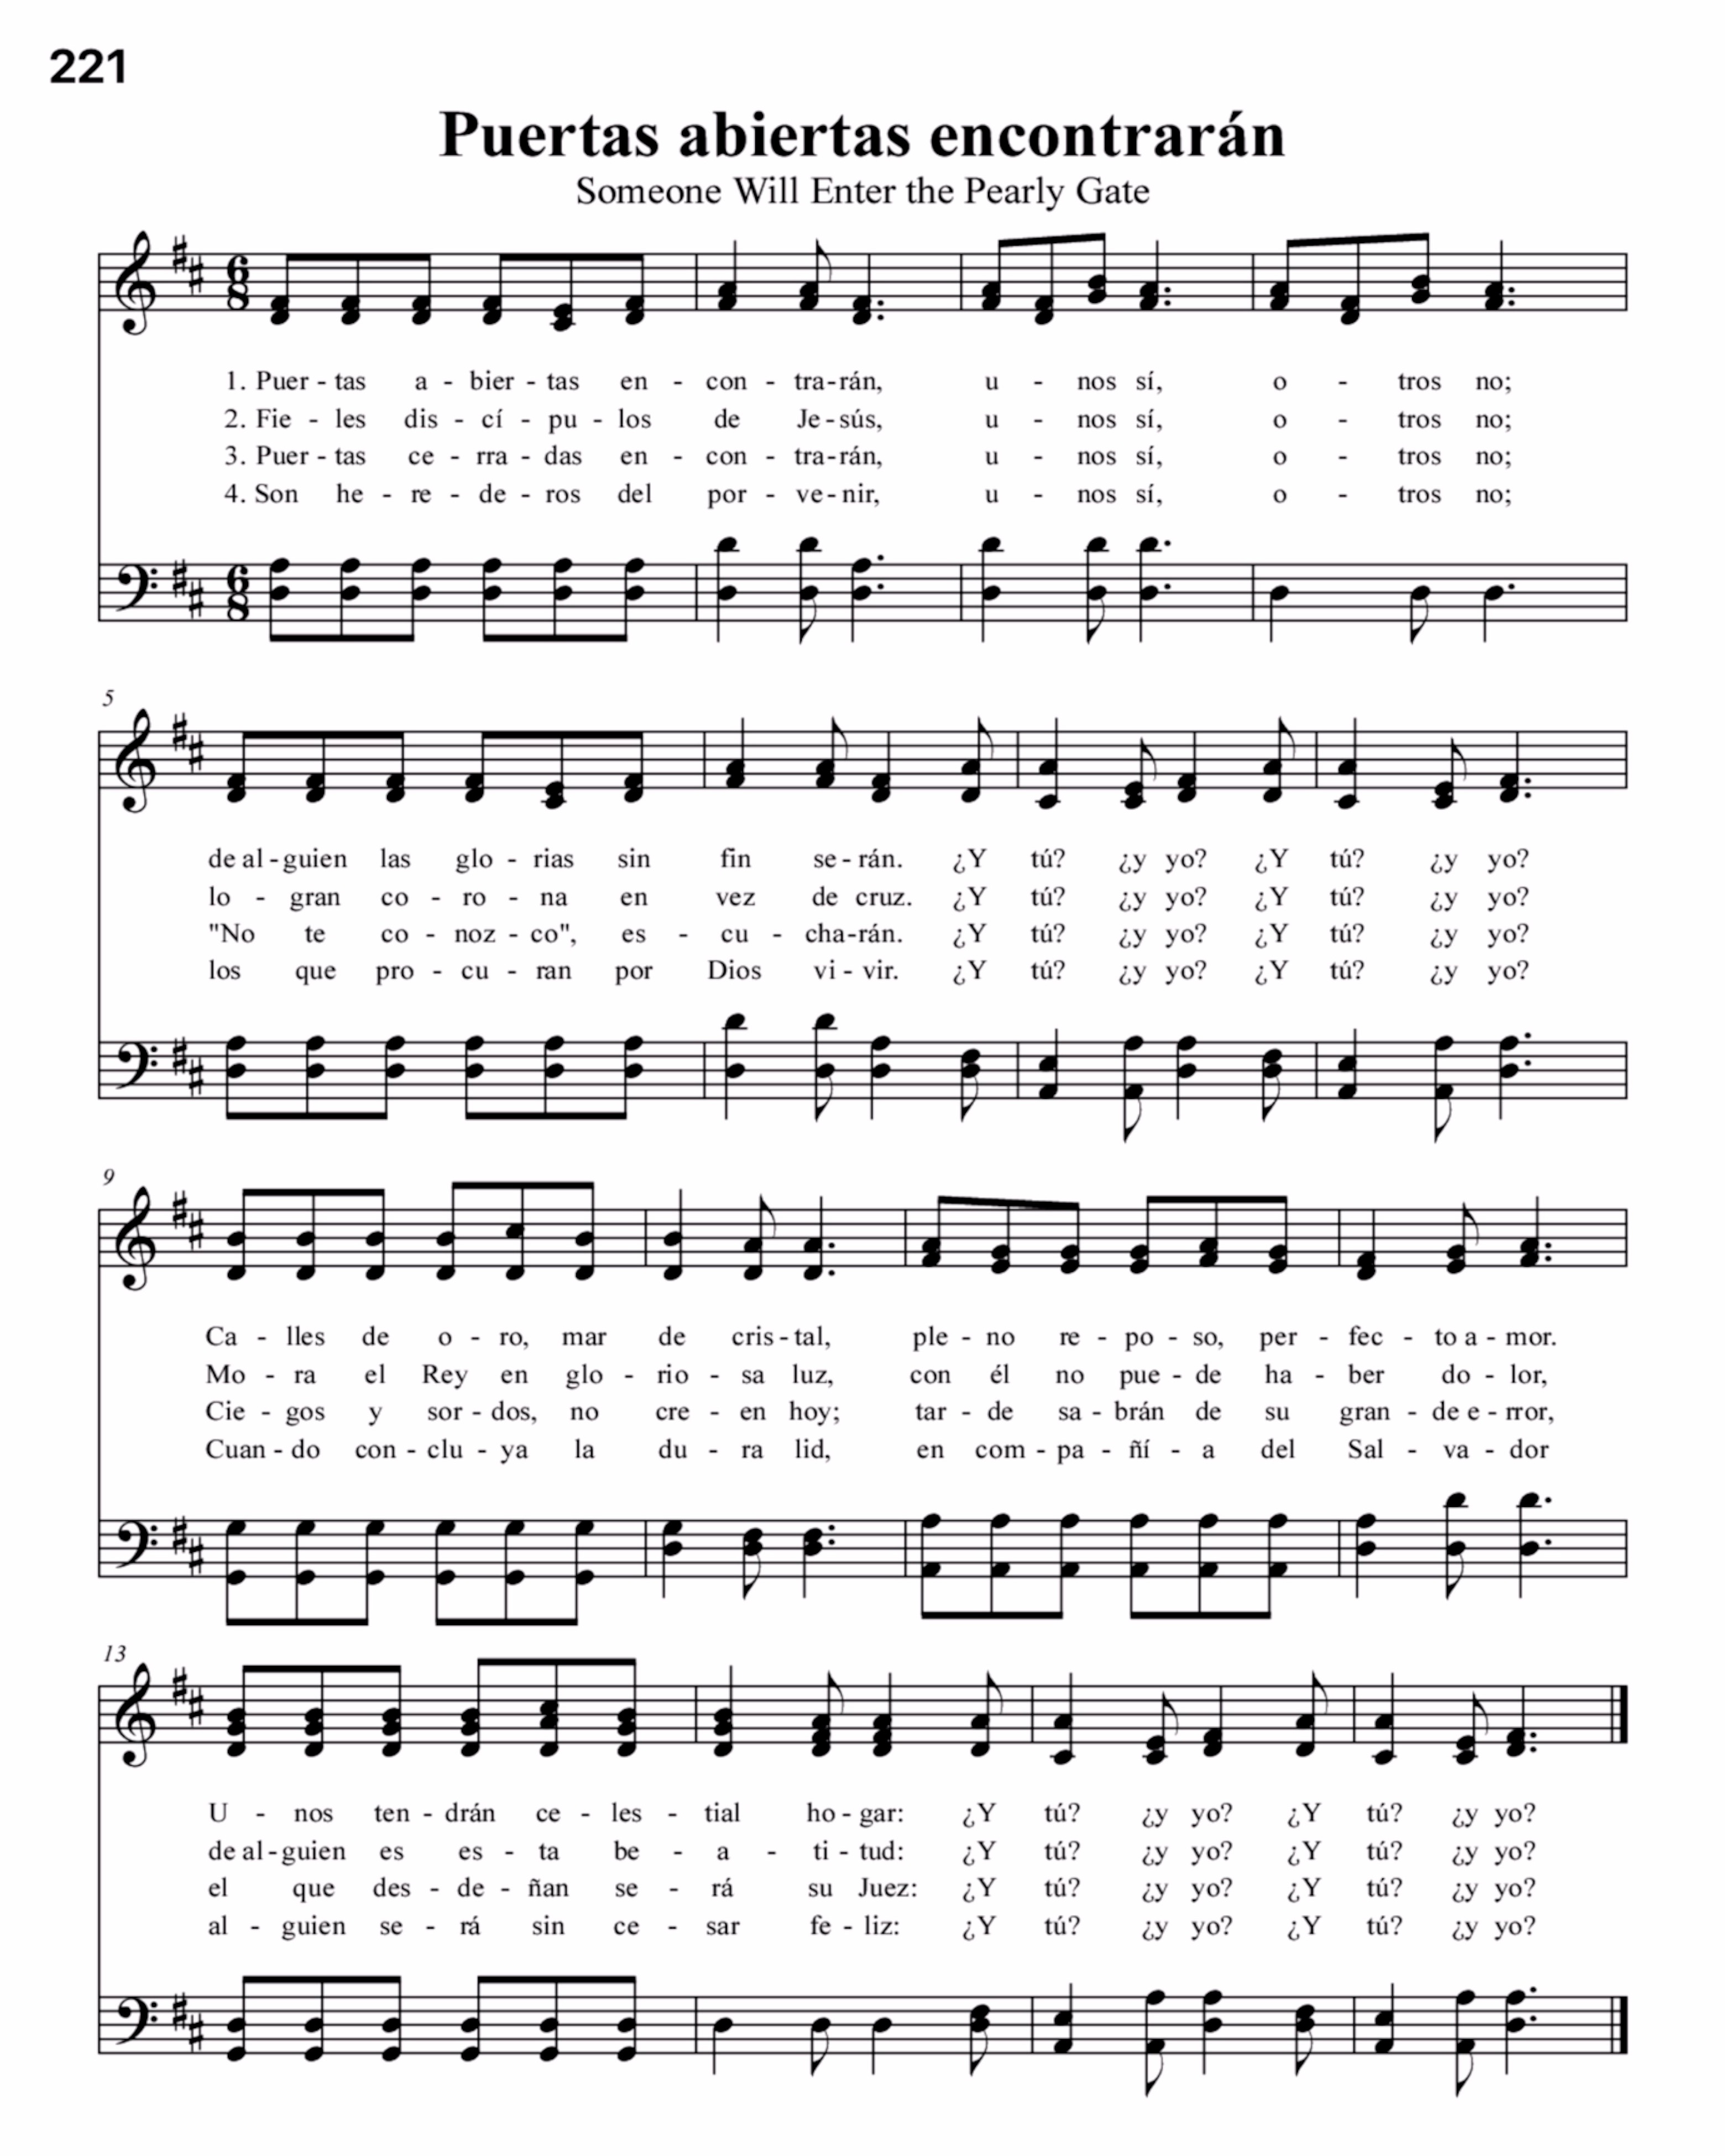 221
Puertas abiertas encontrarán
Someone Will Enter the Pearly Gate
6 8
1. Puer - tas a - bier - tas en - con - tra-rán, u - nos sí, o - tros no;
2. Fie - les dis - cí - pu - los de Je-sús, u - nos sí, o - tros no;
3. Puer - tas ce - rra - das en - con - tra-rán, u - nos sí, o - tros no;
4. Son he - re - de - ros del por - ve-nir, u - nos sí, o - tros no;
6 8
5
de al-guien las glo - rias sin fin se-rán. ¿Y tú? ¿y yo? ¿Y tú? ¿y yo?
lo - gran co - ro - na en vez de cruz. ¿Y tú? ¿y yo? ¿Y tú? ¿y yo?
"No te co - noz - co", es - cu - cha-rán. ¿Y tú? ¿y yo? ¿Y tú? ¿y yo?
los que pro - cu - ran por Dios vi - vir. ¿Y tú? ¿y yo? ¿Y tú? ¿y yo?
9
Ca - lles de o - ro, mar de cris-tal, ple - no re - po - so, per - fec - to a - mor.
Mo - ra el Rey en glo - rio - sa luz, con él no pue - de ha - ber do - lor,
Cie - gos y sor - dos, no cre - en hoy; tar - de sa - brán de su gran - de e - rror,
Cuan - do con - clu - ya la du - ra lid, en com - pa - ñí - a del Sal - va - dor
13
U - nos ten - drán ce - les - tial ho - gar: ¿Y tú? ¿y yo? ¿Y tú? ¿y yo?
de al-guien es es - ta be - a - ti - tud: ¿Y tú? ¿y yo? ¿Y tú? ¿y yo?
el que des - de - ñan se - rá su Juez: ¿Y tú? ¿y yo? ¿Y tú? ¿y yo?
al - guien se - rá sin ce - sar fe - liz: ¿Y tú? ¿y yo? ¿Y tú? ¿y yo?